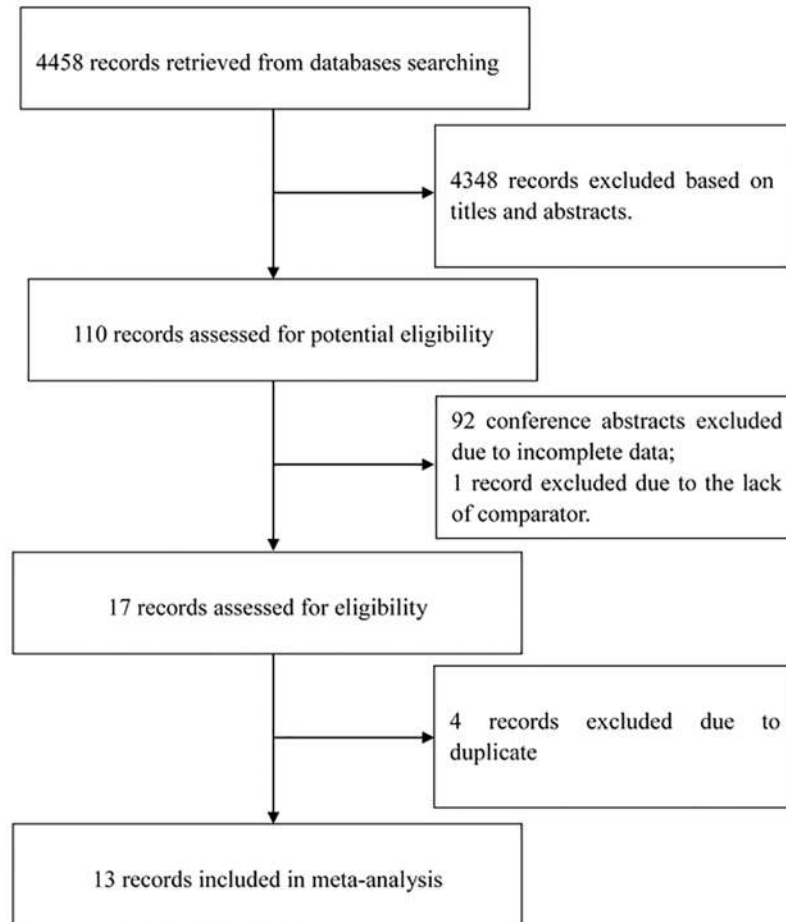 4458 records retrieved from databases searching
4348 records excluded based on
titles and abstracts.
110 records assessed for potential eligibility
92 conference abstracts excluded
due to incomplete data;
1 record excluded due to the lack
of comparator.
17 records assessed for eligibility
4 records excluded due to
duplicate
13 records included in meta-analysis